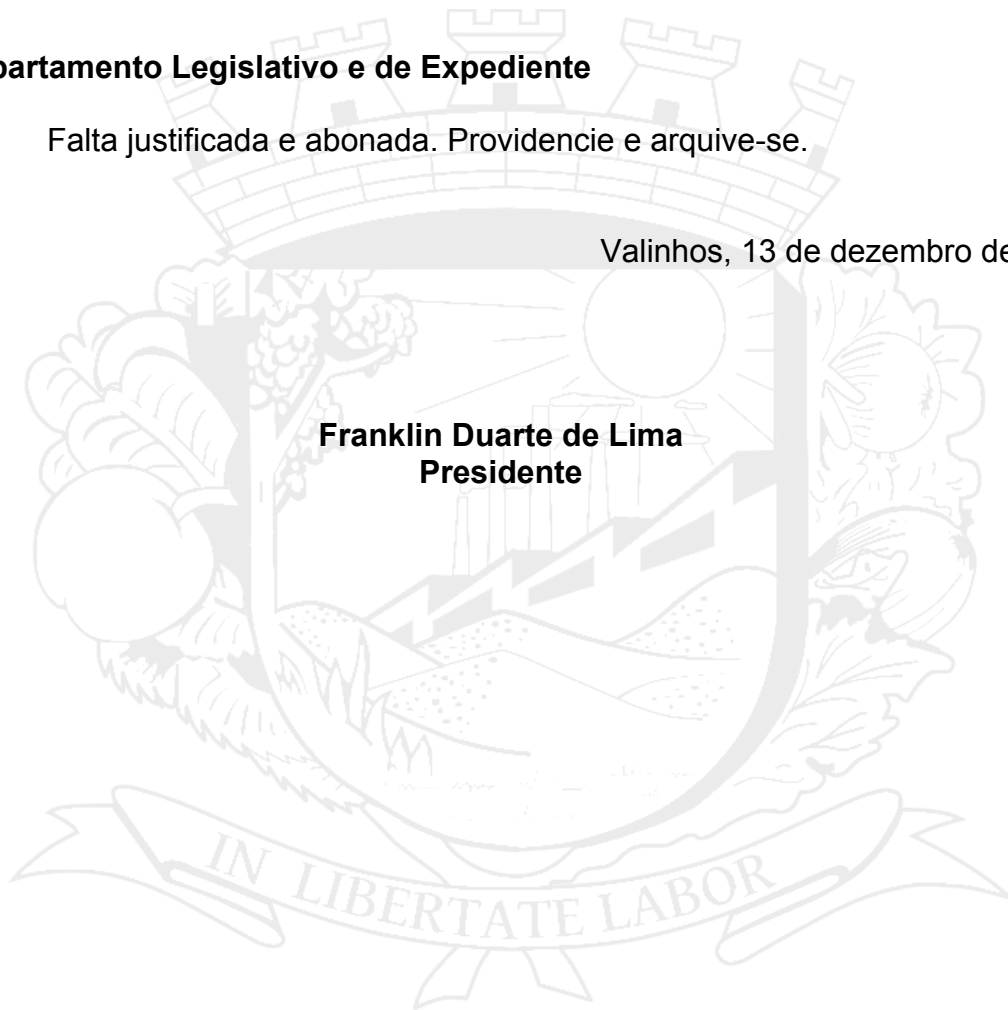 partamento Legislativo e de Expediente
Falta justificada e abonada. Providencie e arquive-se.
Valinhos, 13 de dezembro de
Franklin Duarte de Lima
Presidente
IN LIBERTATE LABOR